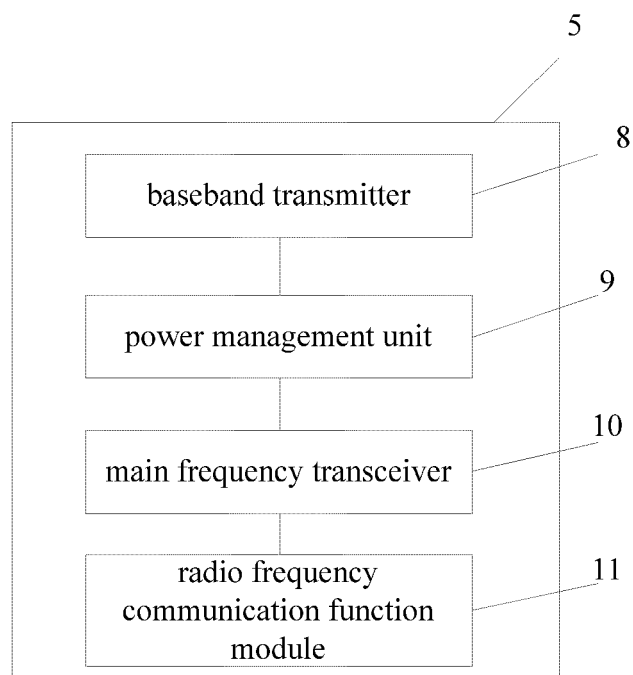 5
8
baseband transmitter
9
power management unit
10
main frequency transceiver
11
radio frequency
communication function
module